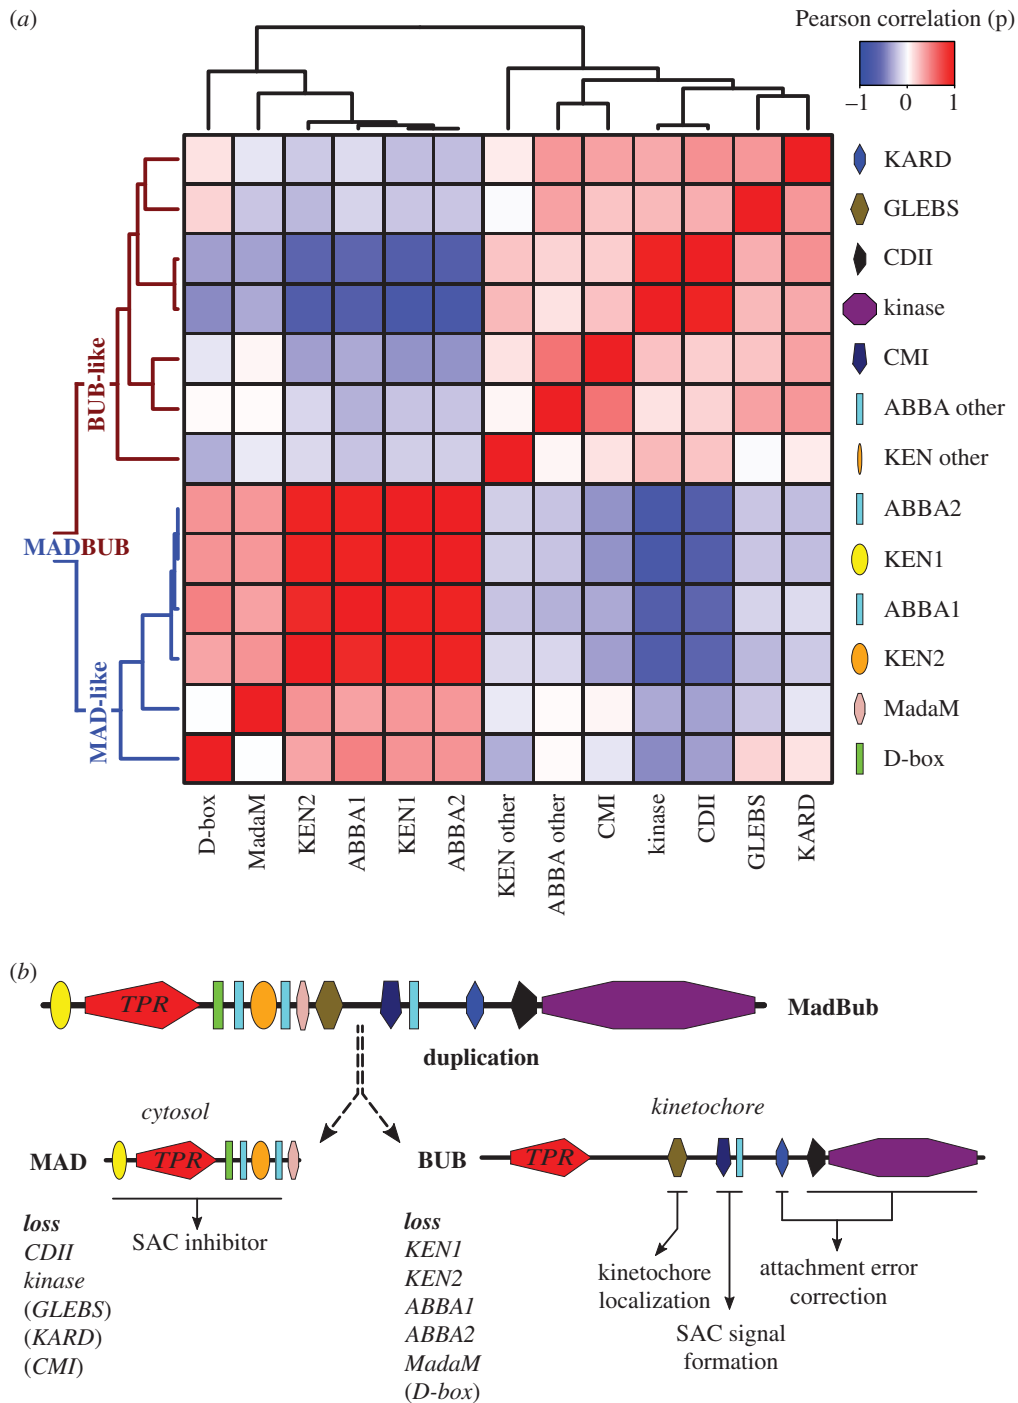 (a)
Pearson correlation (p)
−1 0 1
KARD
GLEBS
CDII
kinase
CMI
ABBA other
KEN other
ABBA2
KEN1
ABBA1
KEN2
MadaM
D-box
BUB-like
MADBUB
MAD-like
D-box
MadaM
KEN2
ABBA1
KEN1
ABBA2
KEN other
ABBA other
CMI
kinase
CDII
GLEBS
KARD
(b)
TPR
MadBub
duplication
cytosol
kinetochore
MAD
TPR
BUB
TPR
loss
CDII
kinase
(GLEBS)
(KARD)
(CMI)
SAC inhibitor
loss
KEN1
KEN2
ABBA1
ABBA2
MadaM
(D-box)
kinetochore
localization
SAC signal
formation
attachment error
correction